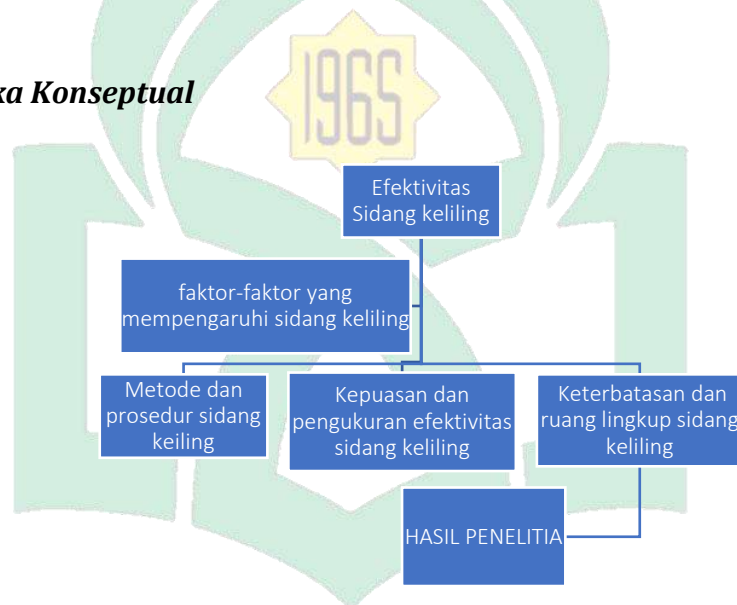 ka Konseptual
1965
Efektivitas
Sidang keliling
faktor-faktor yang
mempengaruhi sidang keliling
Metode dan
prosedur sidang
keiling
Kepuasan dan
pengukuran efektivitas
sidang keliling
Keterbatasan dan
ruang lingkup sidang
keliling
HASIL PENELITIA